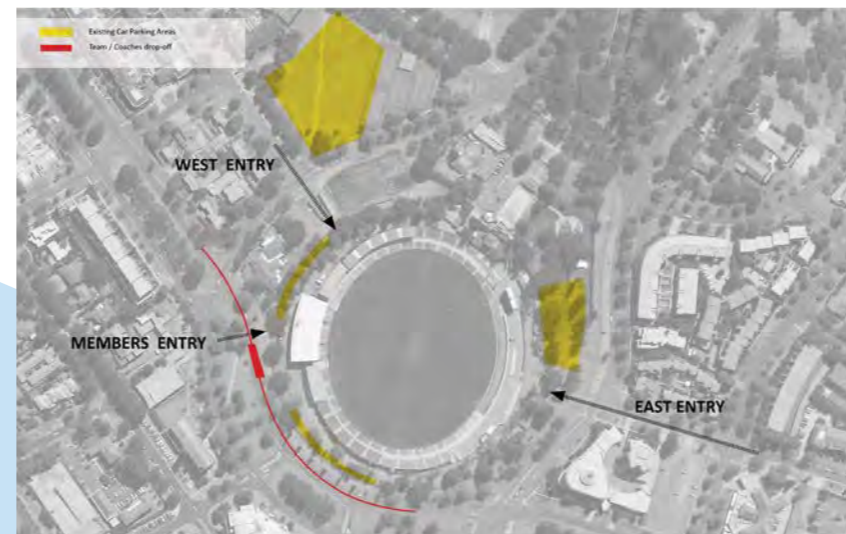 Existing Car Parking Areas
Team / Coaches drop-off
WEST ENTRY
MEMBERS ENTRY
EAST ENTRY